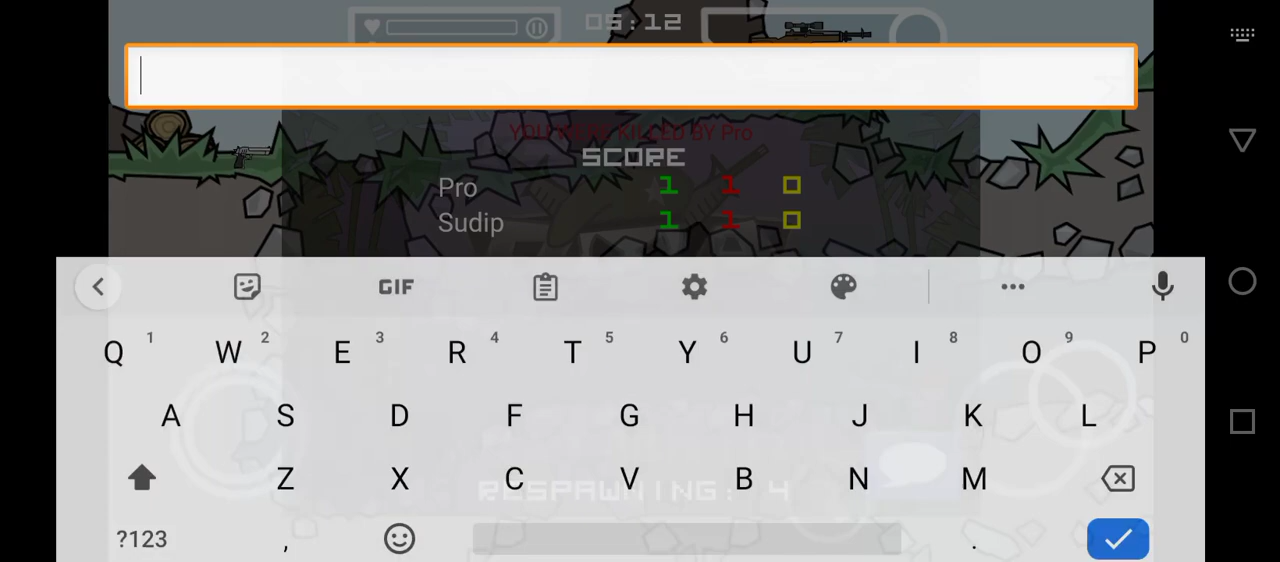 05:12
YOU WERE KILLED BY Pro
SCORE
Pro 1 1 0
Sudip 1 1 0
GIF
Q 1 W 2 E 3 R 4 T 5 Y 6 U 7 I 8 O 9 P 0
A S D F G H J K L
Z X C V B N M
RESPAWNING: 4
?123 , .